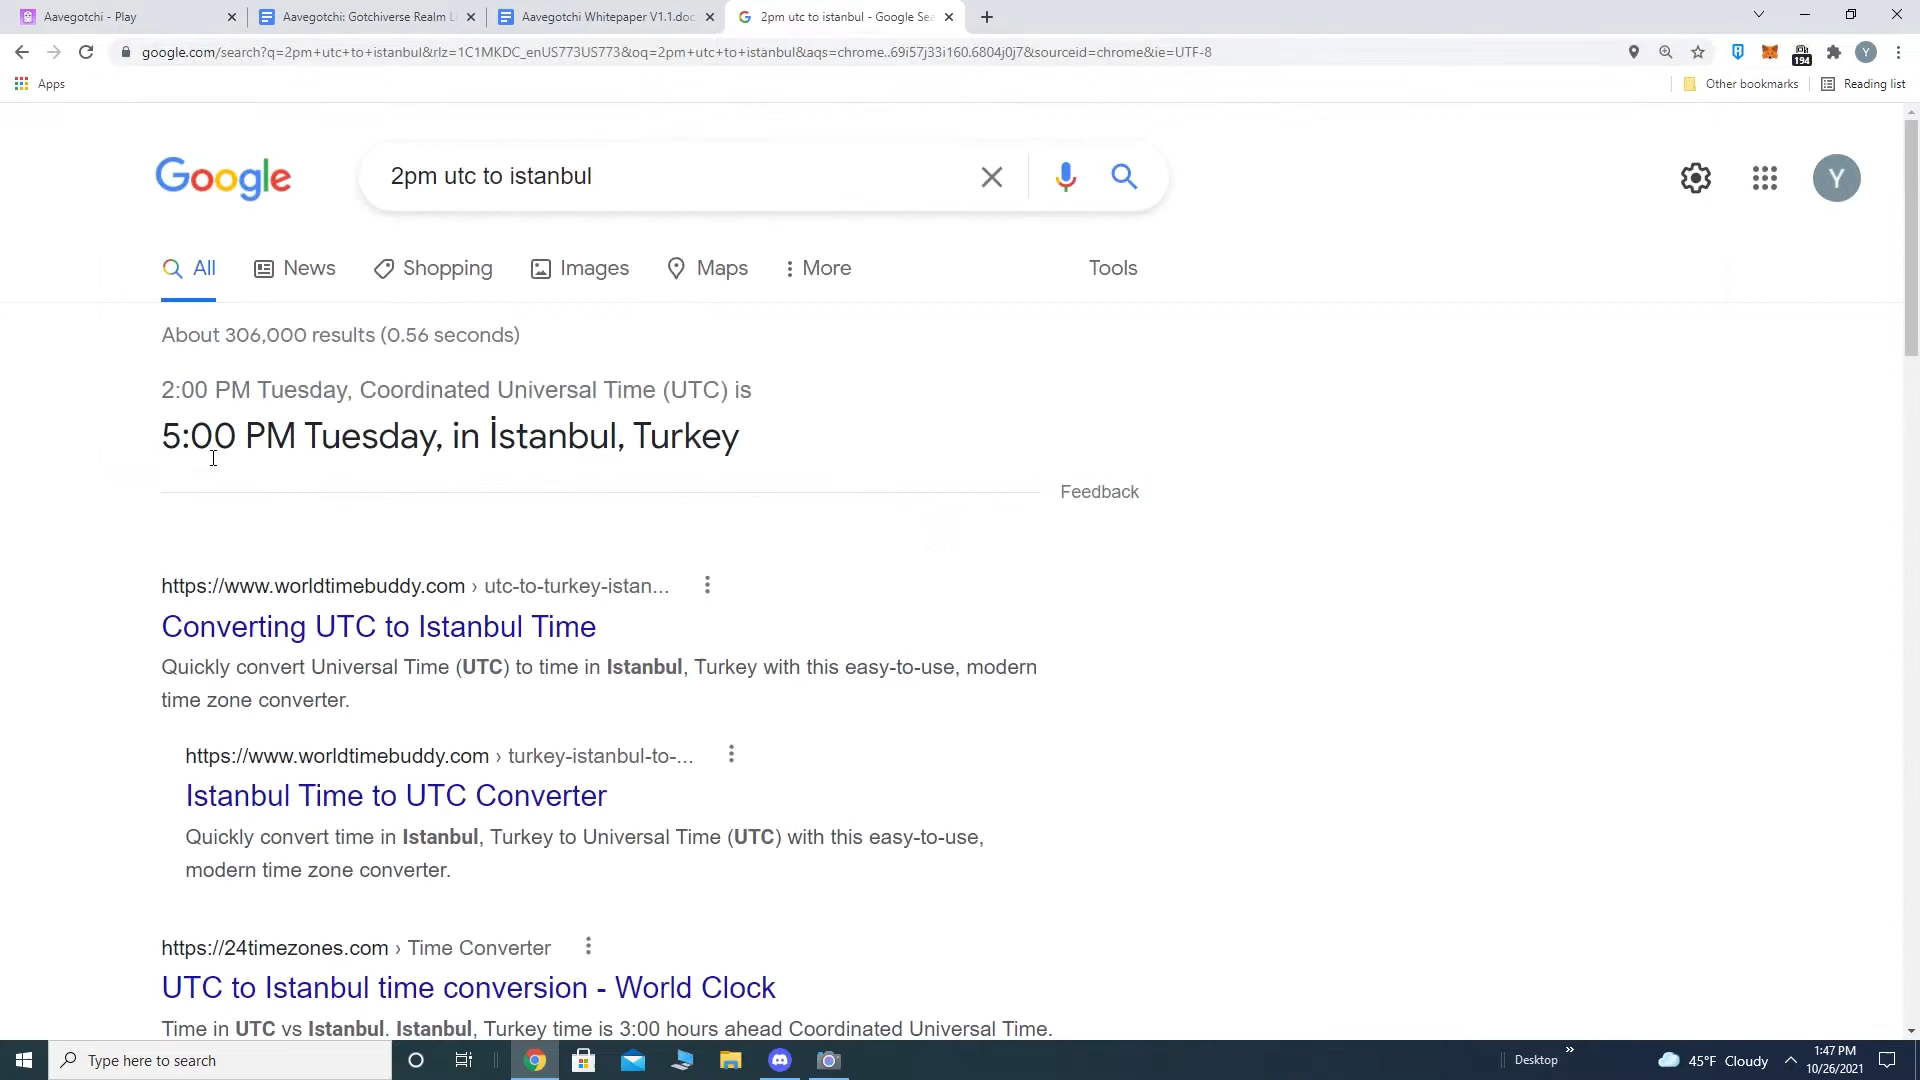 Aavegotchi - Play
Aavegotchi: Gotchiverse Realm L
Aavegotchi Whitepaper V1.1.doc
2pm utc to istanbul - Google Sea
google.com/search?q=2pm+utc+to+istanbul&rlz=1C1MKDC_enUS773US773&oq=2pm+utc+to+istanbul&aqs=chrome..69i57j33i160.6804j0j7&sourceid=chrome&ie=UTF-8
194
Y
Apps
Other bookmarks
Reading list
Google
2pm utc to istanbul
Y
All
News
Shopping
Images
Maps
More
Tools
About 306,000 results (0.56 seconds)
2:00 PM Tuesday, Coordinated Universal Time (UTC) is
5:00 PM Tuesday, in İstanbul, Turkey
Feedback
https://www.worldtimebuddy.com › utc-to-turkey-istan...
Converting UTC to Istanbul Time
Quickly convert Universal Time (UTC) to time in Istanbul, Turkey with this easy-to-use, modern
time zone converter.
https://www.worldtimebuddy.com › turkey-istanbul-to-...
Istanbul Time to UTC Converter
Quickly convert time in Istanbul, Turkey to Universal Time (UTC) with this easy-to-use,
modern time zone converter.
https://24timezones.com › Time Converter
UTC to Istanbul time conversion - World Clock
Time in UTC vs Istanbul. Istanbul, Turkey time is 3:00 hours ahead Coordinated Universal Time.
Type here to search
Desktop
45°F Cloudy
1:47 PM
10/26/2021